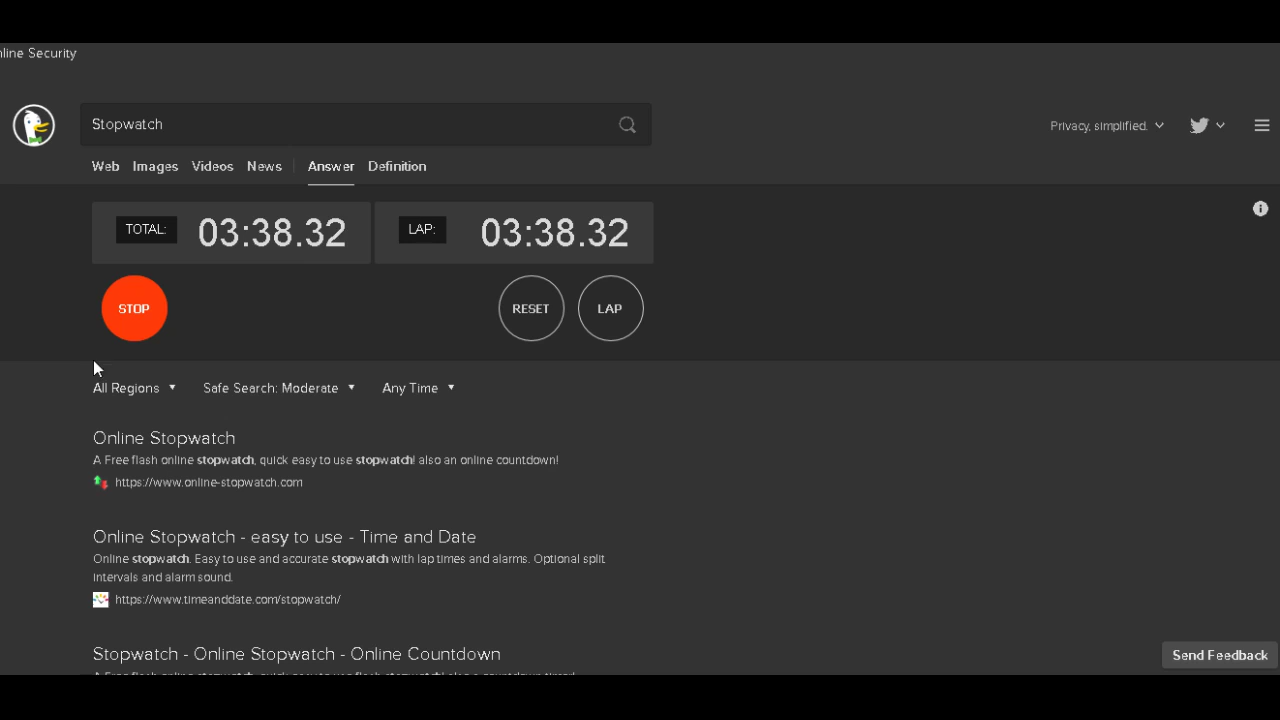 nline Security
Stopwatch
Privacy, simplified.
Web Images Videos News Answer Definition
TOTAL: 03:38.32 LAP: 03:38.32
STOP RESET LAP
All Regions Safe Search: Moderate Any Time
Online Stopwatch
A Free flash online stopwatch, quick easy to use stopwatch! also an online countdown!
https://www.online-stopwatch.com
Online Stopwatch - easy to use - Time and Date
Online stopwatch. Easy to use and accurate stopwatch with lap times and alarms. Optional split
intervals and alarm sound.
https://www.timeanddate.com/stopwatch/
Stopwatch - Online Stopwatch - Online Countdown
Send Feedback